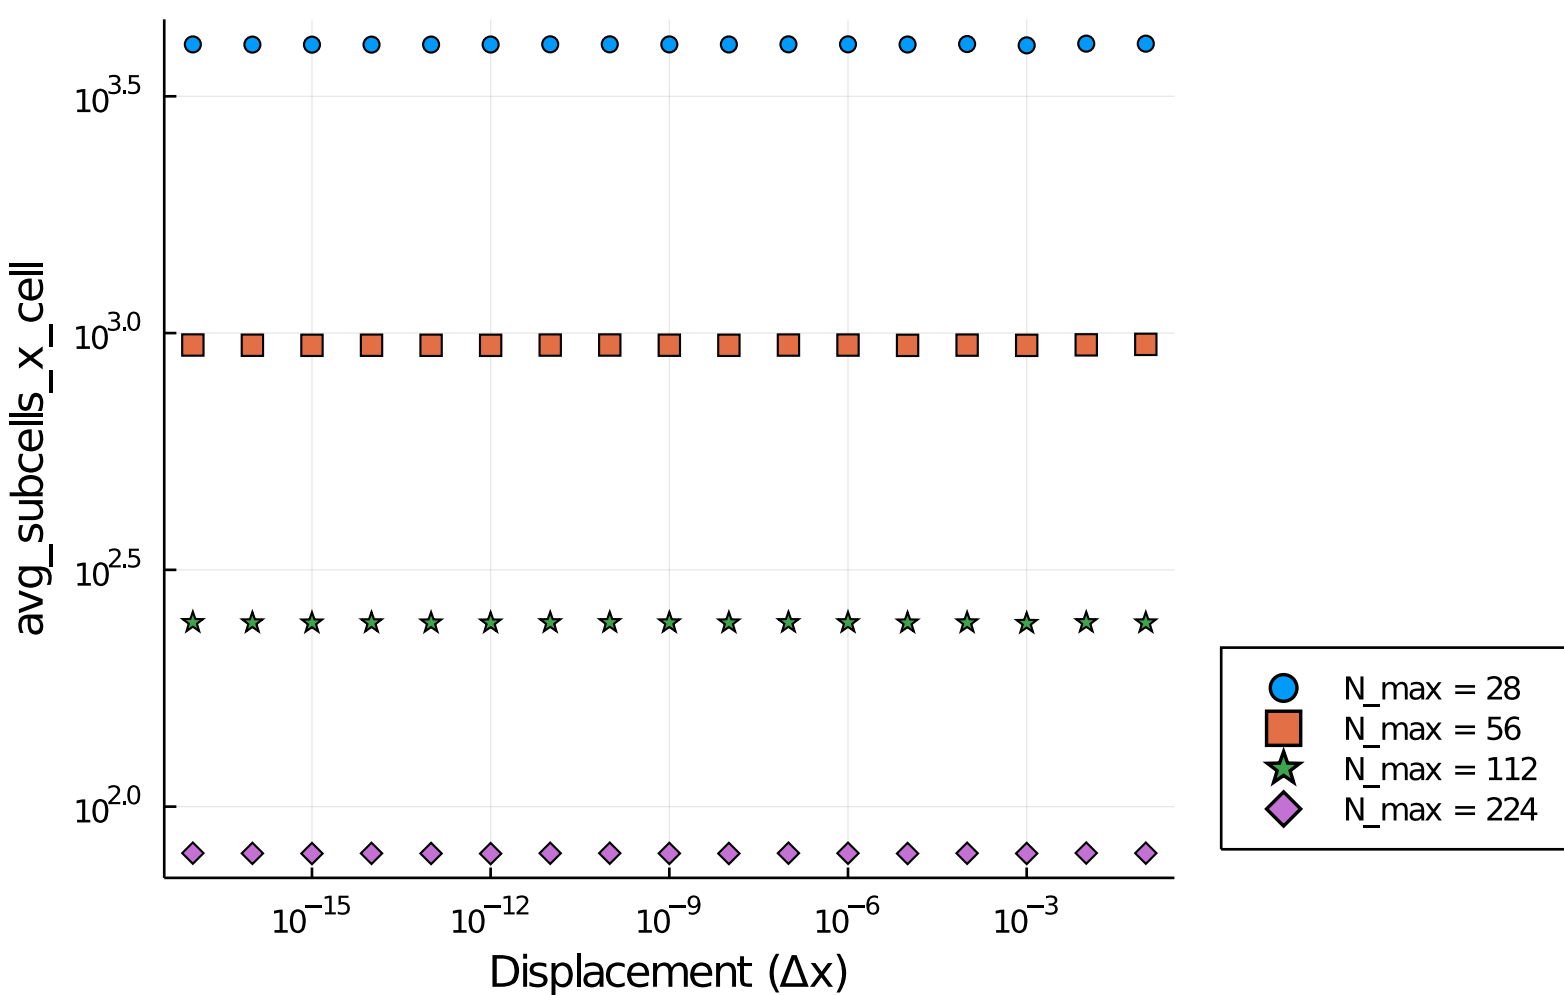 avg_subcells_x_cell
10^3.5
10^3.0
10^2.5
10^2.0
10^−15 10^−12 10^−9 10^−6 10^−3
Displacement (Δx)
N_max = 28
N_max = 56
N_max = 112
N_max = 224